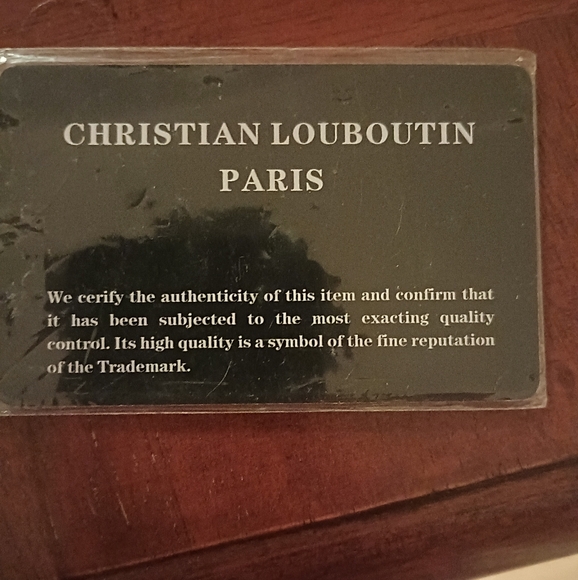 CHRISTIAN LOUBOUTIN
PARIS
We cerify the authenticity of this item and confirm that
it has been subjected to the most exacting quality
control. Its high quality is a symbol of the fine reputation
of the Trademark.